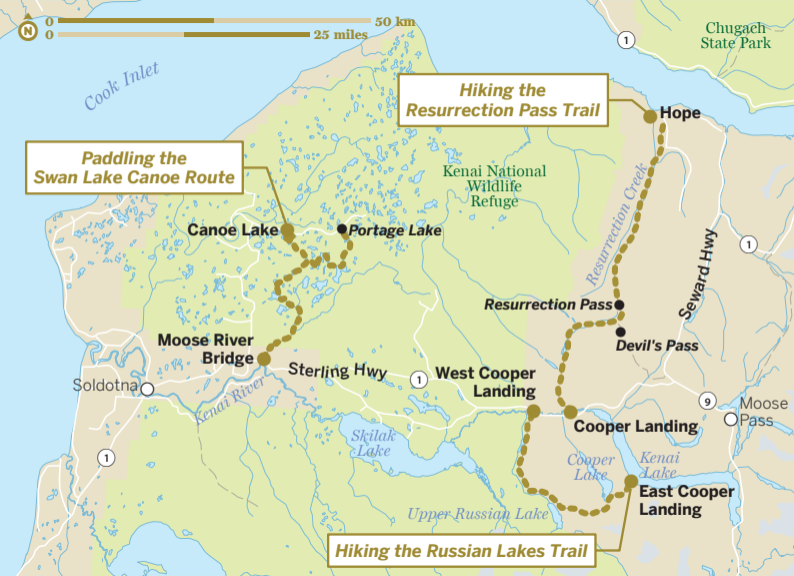 0 50 km
N
0 25 miles
Cook Inlet
1
Chugach
State Park
Hiking the
Resurrection Pass Trail
Hope
Paddling the
Swan Lake Canoe Route
Kenai National
Wildlife
Refuge
Resurrection Creek
Canoe Lake
Portage Lake
Seward Hwy
1
Resurrection Pass
Devil's Pass
Moose River
Bridge
Sterling Hwy
1
West Cooper
Landing
Soldotna
Kenai River
9
Moose
Pass
Cooper Landing
Skilak
Lake
1
Cooper
Lake
Kenai
Lake
East Cooper
Landing
Upper Russian Lake
Hiking the Russian Lakes Trail